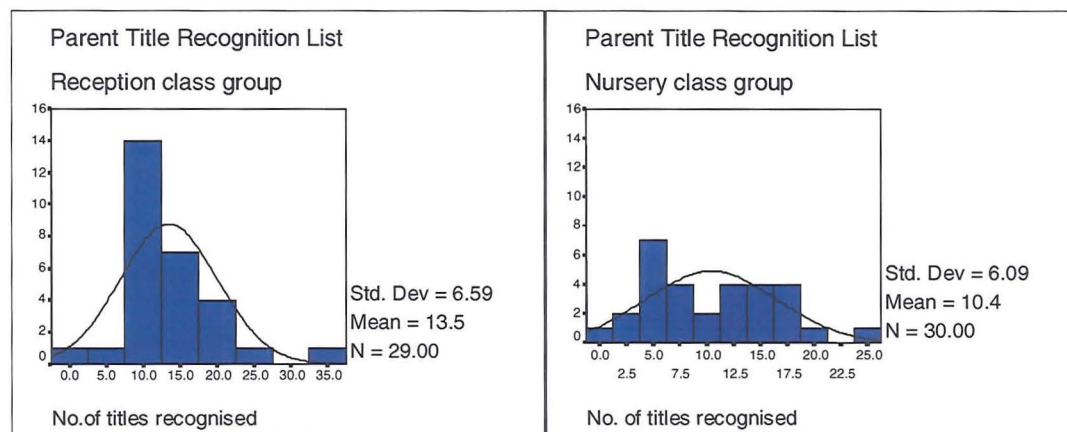 Parent Title Recognition List
Reception class group
16
14
12
10
8
6
4
2
0
0.0 5.0 10.0 15.0 20.0 25.0 30.0 35.0
Std. Dev = 6.59
Mean = 13.5
N = 29.00
No.of titles recognised
Parent Title Recognition List
Nursery class group
16
14
12
10
8
6
4
2
0
0.0 5.0 10.0 15.0 20.0 25.0
2.5 7.5 12.5 17.5 22.5
Std. Dev = 6.09
Mean = 10.4
N = 30.00
No. of titles recognised